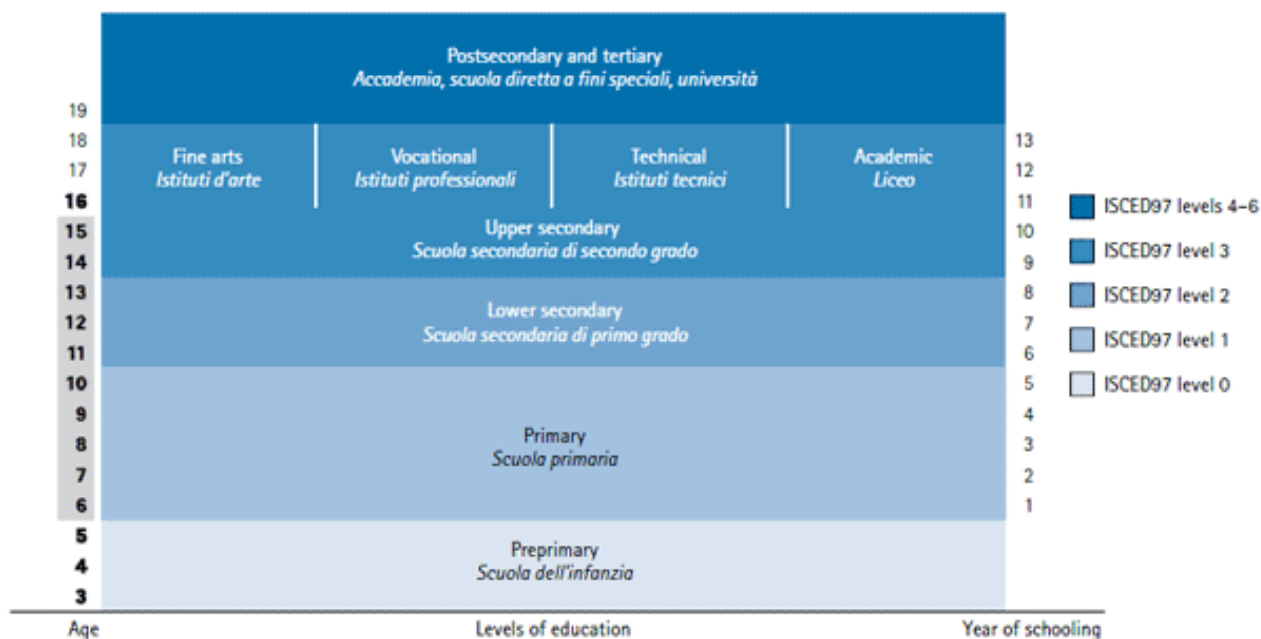 Postsecondary and tertiary
Accademia, scuola diretta a fini speciali, università
19
18
17
16
15
14
13
12
11
10
9
8
7
6
5
4
3
Fine arts
Istituti d'arte
Vocational
Istituti professionali
Technical
Istituti tecnici
Academic
Liceo
Upper secondary
Scuola secondaria di secondo grado
Lower secondary
Scuola secondaria di primo grado
Primary
Scuola primaria
Preprimary
Scuola dell'infanzia
13
12
11
10
9
8
7
6
5
4
3
2
1
ISCED97 levels 4–6
ISCED97 level 3
ISCED97 level 2
ISCED97 level 1
ISCED97 level 0
Age
Levels of education
Year of schooling